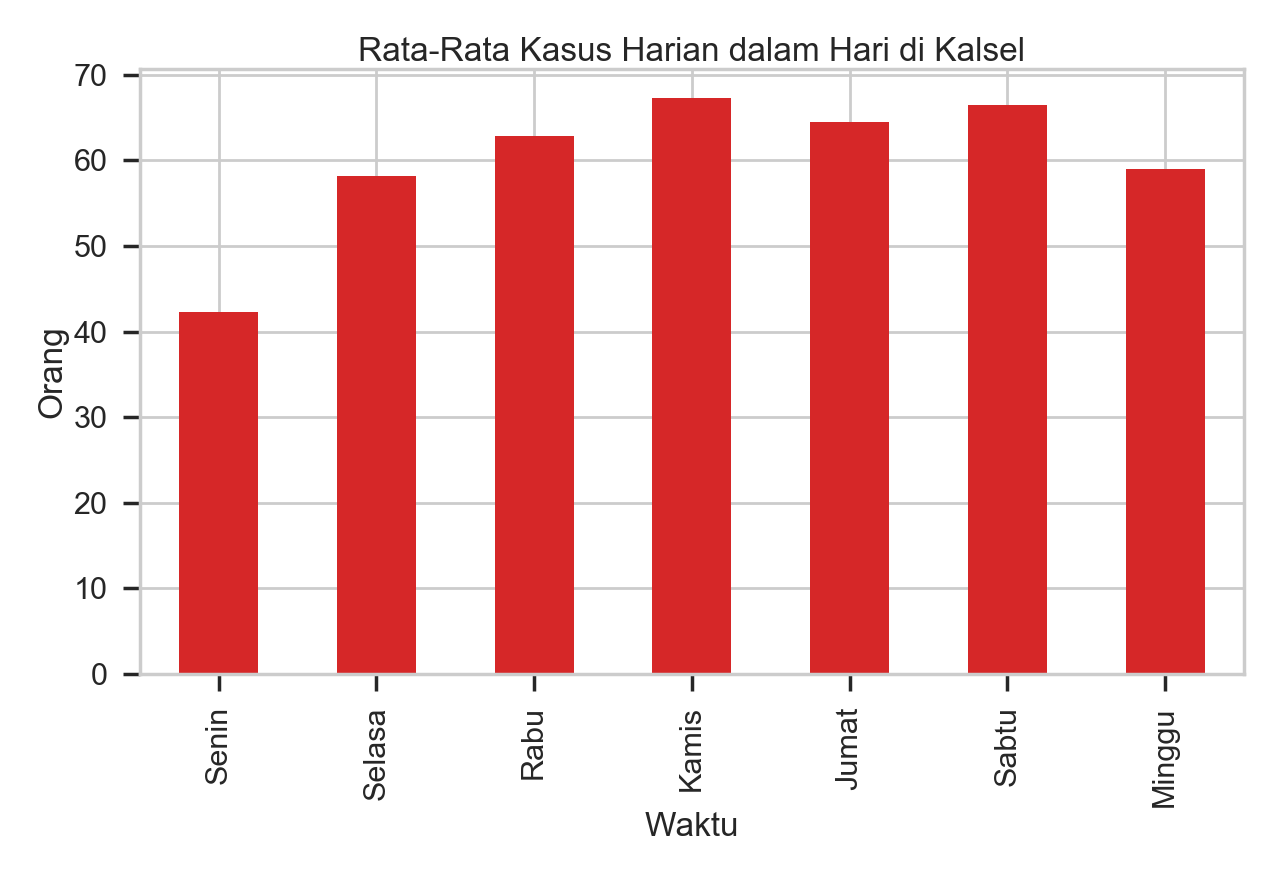 Rata-Rata Kasus Harian dalam Hari di Kalsel
70
60
50
40
30
20
10
0
Orang
Senin
Selasa
Rabu
Kamis
Jumat
Sabtu
Minggu
Waktu